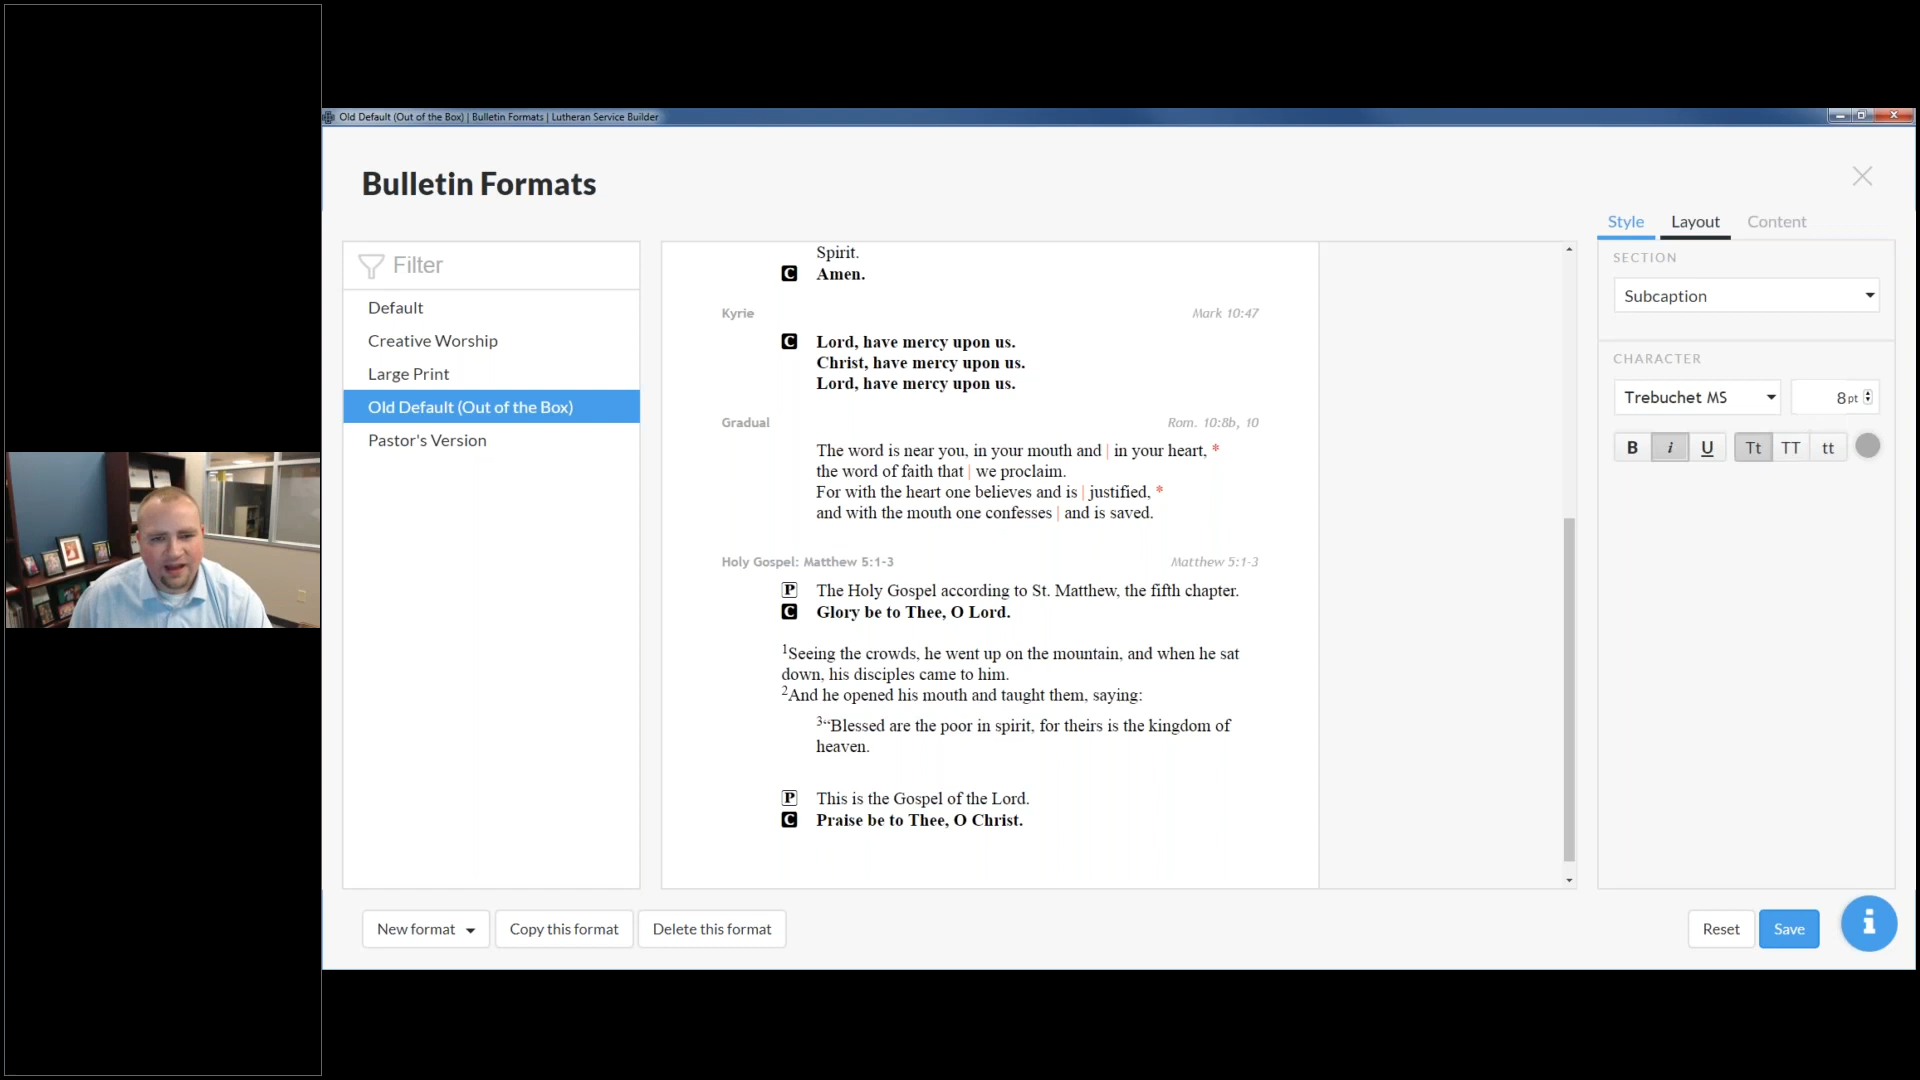 Old Default (Out of the Box) | Bulletin Formats | Lutheran Service Builder
Bulletin Formats
Style Layout Content
Filter
Default
Creative Worship
Large Print
Old Default (Out of the Box)
Pastor's Version
Spirit.
C Amen.
Kyrie Mark 10:47
C Lord, have mercy upon us.
Christ, have mercy upon us.
Lord, have mercy upon us.
Gradual Rom. 10:8b, 10
The word is near you, in your mouth and | in your heart, *
the word of faith that | we proclaim.
For with the heart one believes and is | justified, *
and with the mouth one confesses | and is saved.
Holy Gospel: Matthew 5:1-3 Matthew 5:1-3
P The Holy Gospel according to St. Matthew, the fifth chapter.
C Glory be to Thee, O Lord.
1Seeing the crowds, he went up on the mountain, and when he sat
down, his disciples came to him.
2And he opened his mouth and taught them, saying:
3“Blessed are the poor in spirit, for theirs is the kingdom of
heaven.
P This is the Gospel of the Lord.
C Praise be to Thee, O Christ.
SECTION
Subcaption
CHARACTER
Trebuchet MS 8 pt
B i U Tt TT tt
New format Copy this format Delete this format
Reset Save i